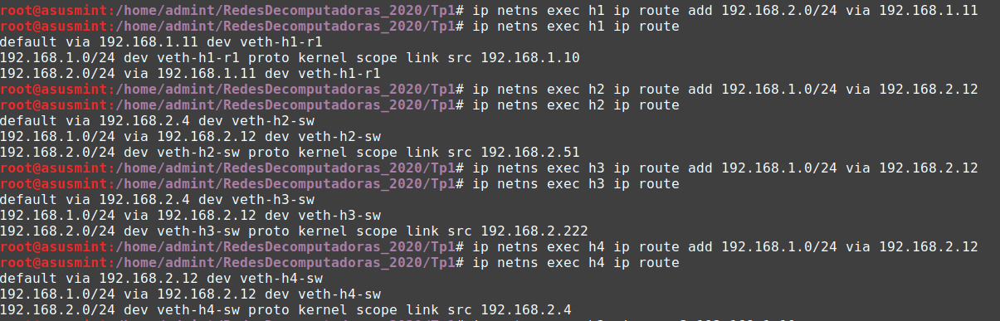 root@asusmint:/home/admint/RedesDecomputadoras_2020/Tp1# ip netns exec h1 ip route add 192.168.2.0/24 via 192.168.1.11
root@asusmint:/home/admint/RedesDecomputadoras_2020/Tp1# ip netns exec h1 ip route
default via 192.168.1.11 dev veth-h1-r1
192.168.1.0/24 dev veth-h1-r1 proto kernel scope link src 192.168.1.10
192.168.2.0/24 via 192.168.1.11 dev veth-h1-r1
root@asusmint:/home/admint/RedesDecomputadoras_2020/Tp1# ip netns exec h2 ip route add 192.168.1.0/24 via 192.168.2.12
root@asusmint:/home/admint/RedesDecomputadoras_2020/Tp1# ip netns exec h2 ip route
default via 192.168.2.4 dev veth-h2-sw
192.168.1.0/24 via 192.168.2.12 dev veth-h2-sw
192.168.2.0/24 dev veth-h2-sw proto kernel scope link src 192.168.2.51
root@asusmint:/home/admint/RedesDecomputadoras_2020/Tp1# ip netns exec h3 ip route add 192.168.1.0/24 via 192.168.2.12
root@asusmint:/home/admint/RedesDecomputadoras_2020/Tp1# ip netns exec h3 ip route
default via 192.168.2.4 dev veth-h3-sw
192.168.1.0/24 via 192.168.2.12 dev veth-h3-sw
192.168.2.0/24 dev veth-h3-sw proto kernel scope link src 192.168.2.222
root@asusmint:/home/admint/RedesDecomputadoras_2020/Tp1# ip netns exec h4 ip route add 192.168.1.0/24 via 192.168.2.12
root@asusmint:/home/admint/RedesDecomputadoras_2020/Tp1# ip netns exec h4 ip route
default via 192.168.2.12 dev veth-h4-sw
192.168.1.0/24 via 192.168.2.12 dev veth-h4-sw
192.168.2.0/24 dev veth-h4-sw proto kernel scope link src 192.168.2.4